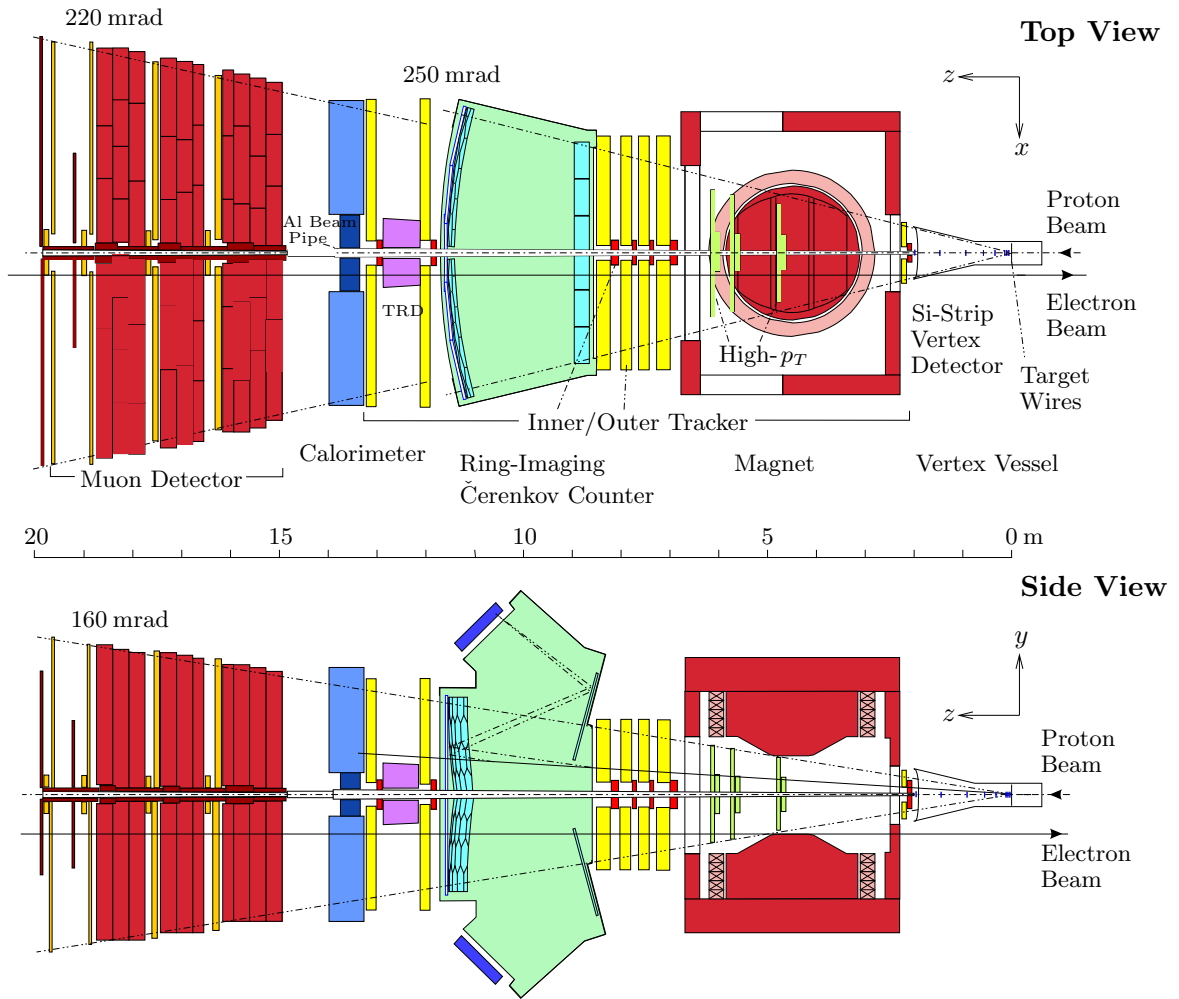 220 mrad
Top View
250 mrad
z
x
Proton
Beam
Al Beam
Pipe
TRD
High-pT
Si-Strip
Vertex
Detector
Electron
Beam
Target
Wires
Inner/Outer Tracker
Calorimeter
Muon Detector
Ring-Imaging
Čerenkov Counter
Magnet
Vertex Vessel
20 15 10 5 0 m
Side View
160 mrad
y
z
Proton
Beam
Electron
Beam